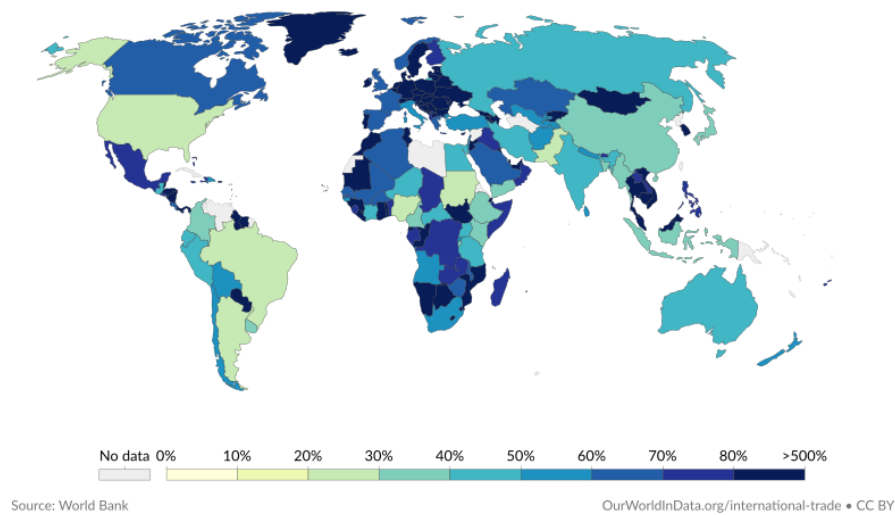 No data 0% 10% 20% 30% 40% 50% 60% 70% 80% >500%
Source: World Bank OurWorldInData.org/international-trade • CC BY